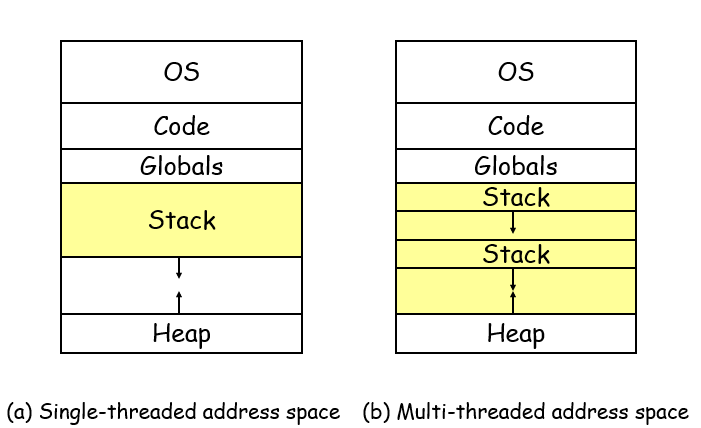 OS
Code
Globals
Stack
Heap
OS
Code
Globals
Stack
Stack
Heap
(a) Single-threaded address space
(b) Multi-threaded address space